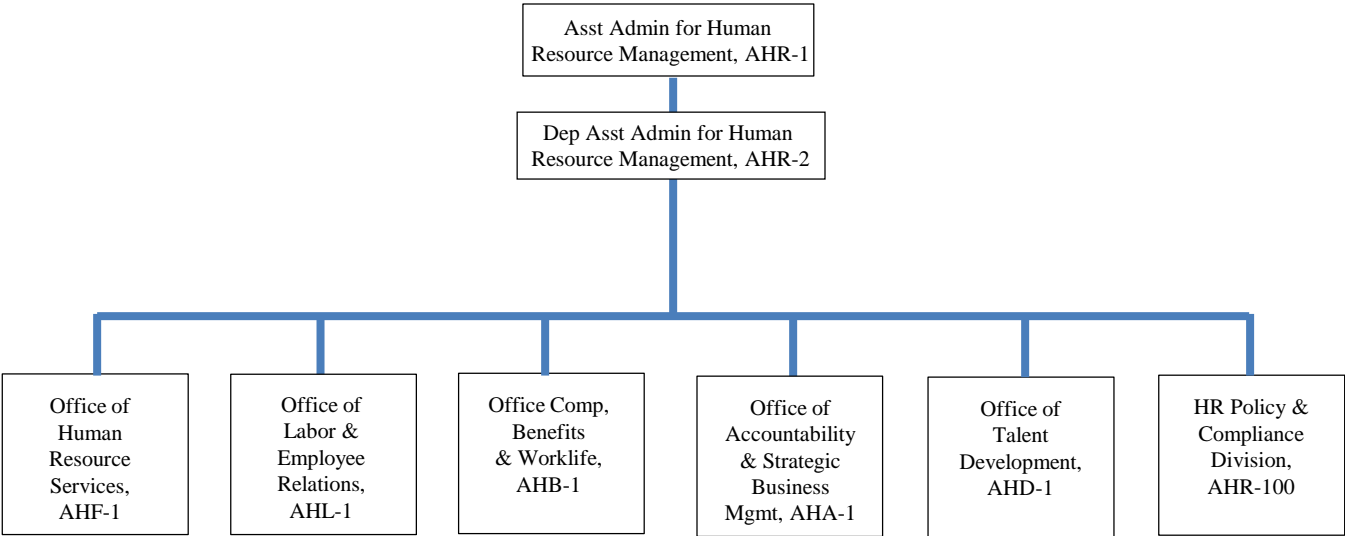 Asst Admin for Human
Resource Management, AHR-1
Dep Asst Admin for Human
Resource Management, AHR-2
Office of
Human
Resource
Services,
AHF-1
Office of
Labor &
Employee
Relations,
AHL-1
Office Comp,
Benefits
& Worklife,
AHB-1
Office of
Accountability
& Strategic
Business
Mgmt, AHA-1
Office of
Talent
Development,
AHD-1
HR Policy &
Compliance
Division,
AHR-100